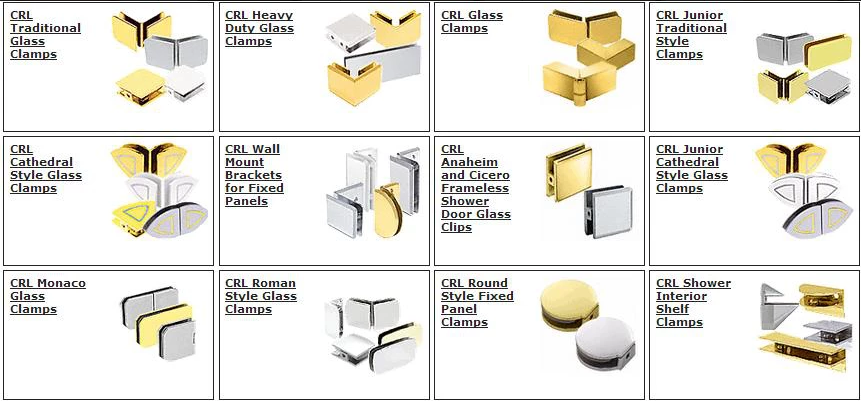 CRL
Traditional
Glass
Clamps
CRL Heavy
Duty Glass
Clamps
CRL Glass
Clamps
CRL Junior
Traditional
Style
Clamps
CRL
Cathedral
Style Glass
Clamps
CRL Wall
Mount
Brackets
for Fixed
Panels
CRL
Anaheim
and Cicero
Frameless
Shower
Door Glass
Clips
CRL Junior
Cathedral
Style Glass
Clamps
CRL Monaco
Glass
Clamps
CRL Roman
Style Glass
Clamps
CRL Round
Style Fixed
Panel
Clamps
CRL Shower
Interior
Shelf
Clamps